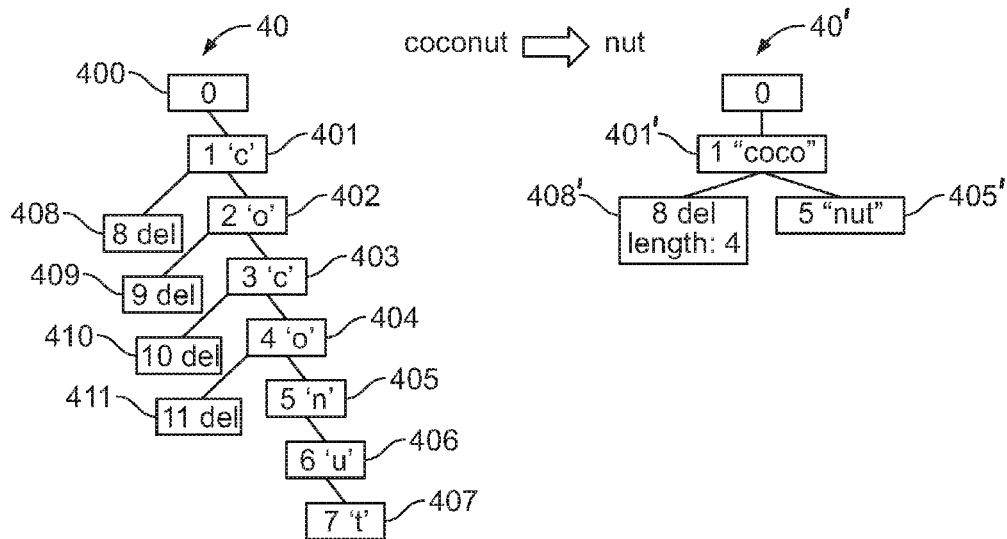 40
coconut nut
40'
400
0
0
401
1 'c'
401'
1 "coco"
408
8 del
402
2 'o'
408'
8 del
length: 4
5 "nut"
405'
409
9 del
403
3 'c'
410
10 del
404
4 'o'
411
11 del
405
5 'n'
406
6 'u'
407
7 't'